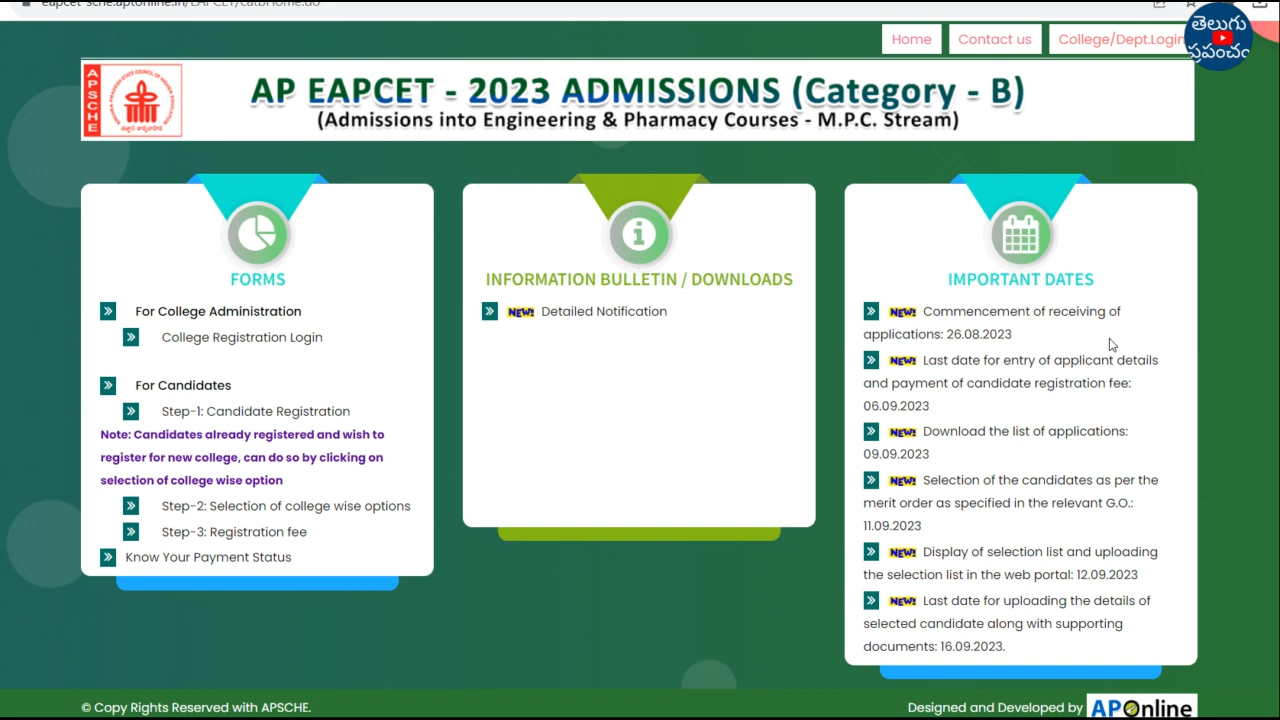 eapcet-sche.aptonline.in/EAPCET/catbHome.do
Home
Contact us
College/Dept.Login
తెలుగు
ప్రపంచం
APSCHE
AP EAPCET - 2023 ADMISSIONS (Category - B)
(Admissions into Engineering & Pharmacy Courses - M.P.C. Stream)
FORMS
For College Administration
College Registration Login
For Candidates
Step-1: Candidate Registration
Note: Candidates already registered and wish to
register for new college, can do so by clicking on
selection of college wise option
Step-2: Selection of college wise options
Step-3: Registration fee
Know Your Payment Status
INFORMATION BULLETIN / DOWNLOADS
NEW! Detailed Notification
IMPORTANT DATES
NEW! Commencement of receiving of
applications: 26.08.2023
NEW! Last date for entry of applicant details
and payment of candidate registration fee:
06.09.2023
NEW! Download the list of applications:
09.09.2023
NEW! Selection of the candidates as per the
merit order as specified in the relevant G.O.:
11.09.2023
NEW! Display of selection list and uploading
the selection list in the web portal: 12.09.2023
NEW! Last date for uploading the details of
selected candidate along with supporting
documents: 16.09.2023.
© Copy Rights Reserved with APSCHE.
Designed and Developed by APOnline